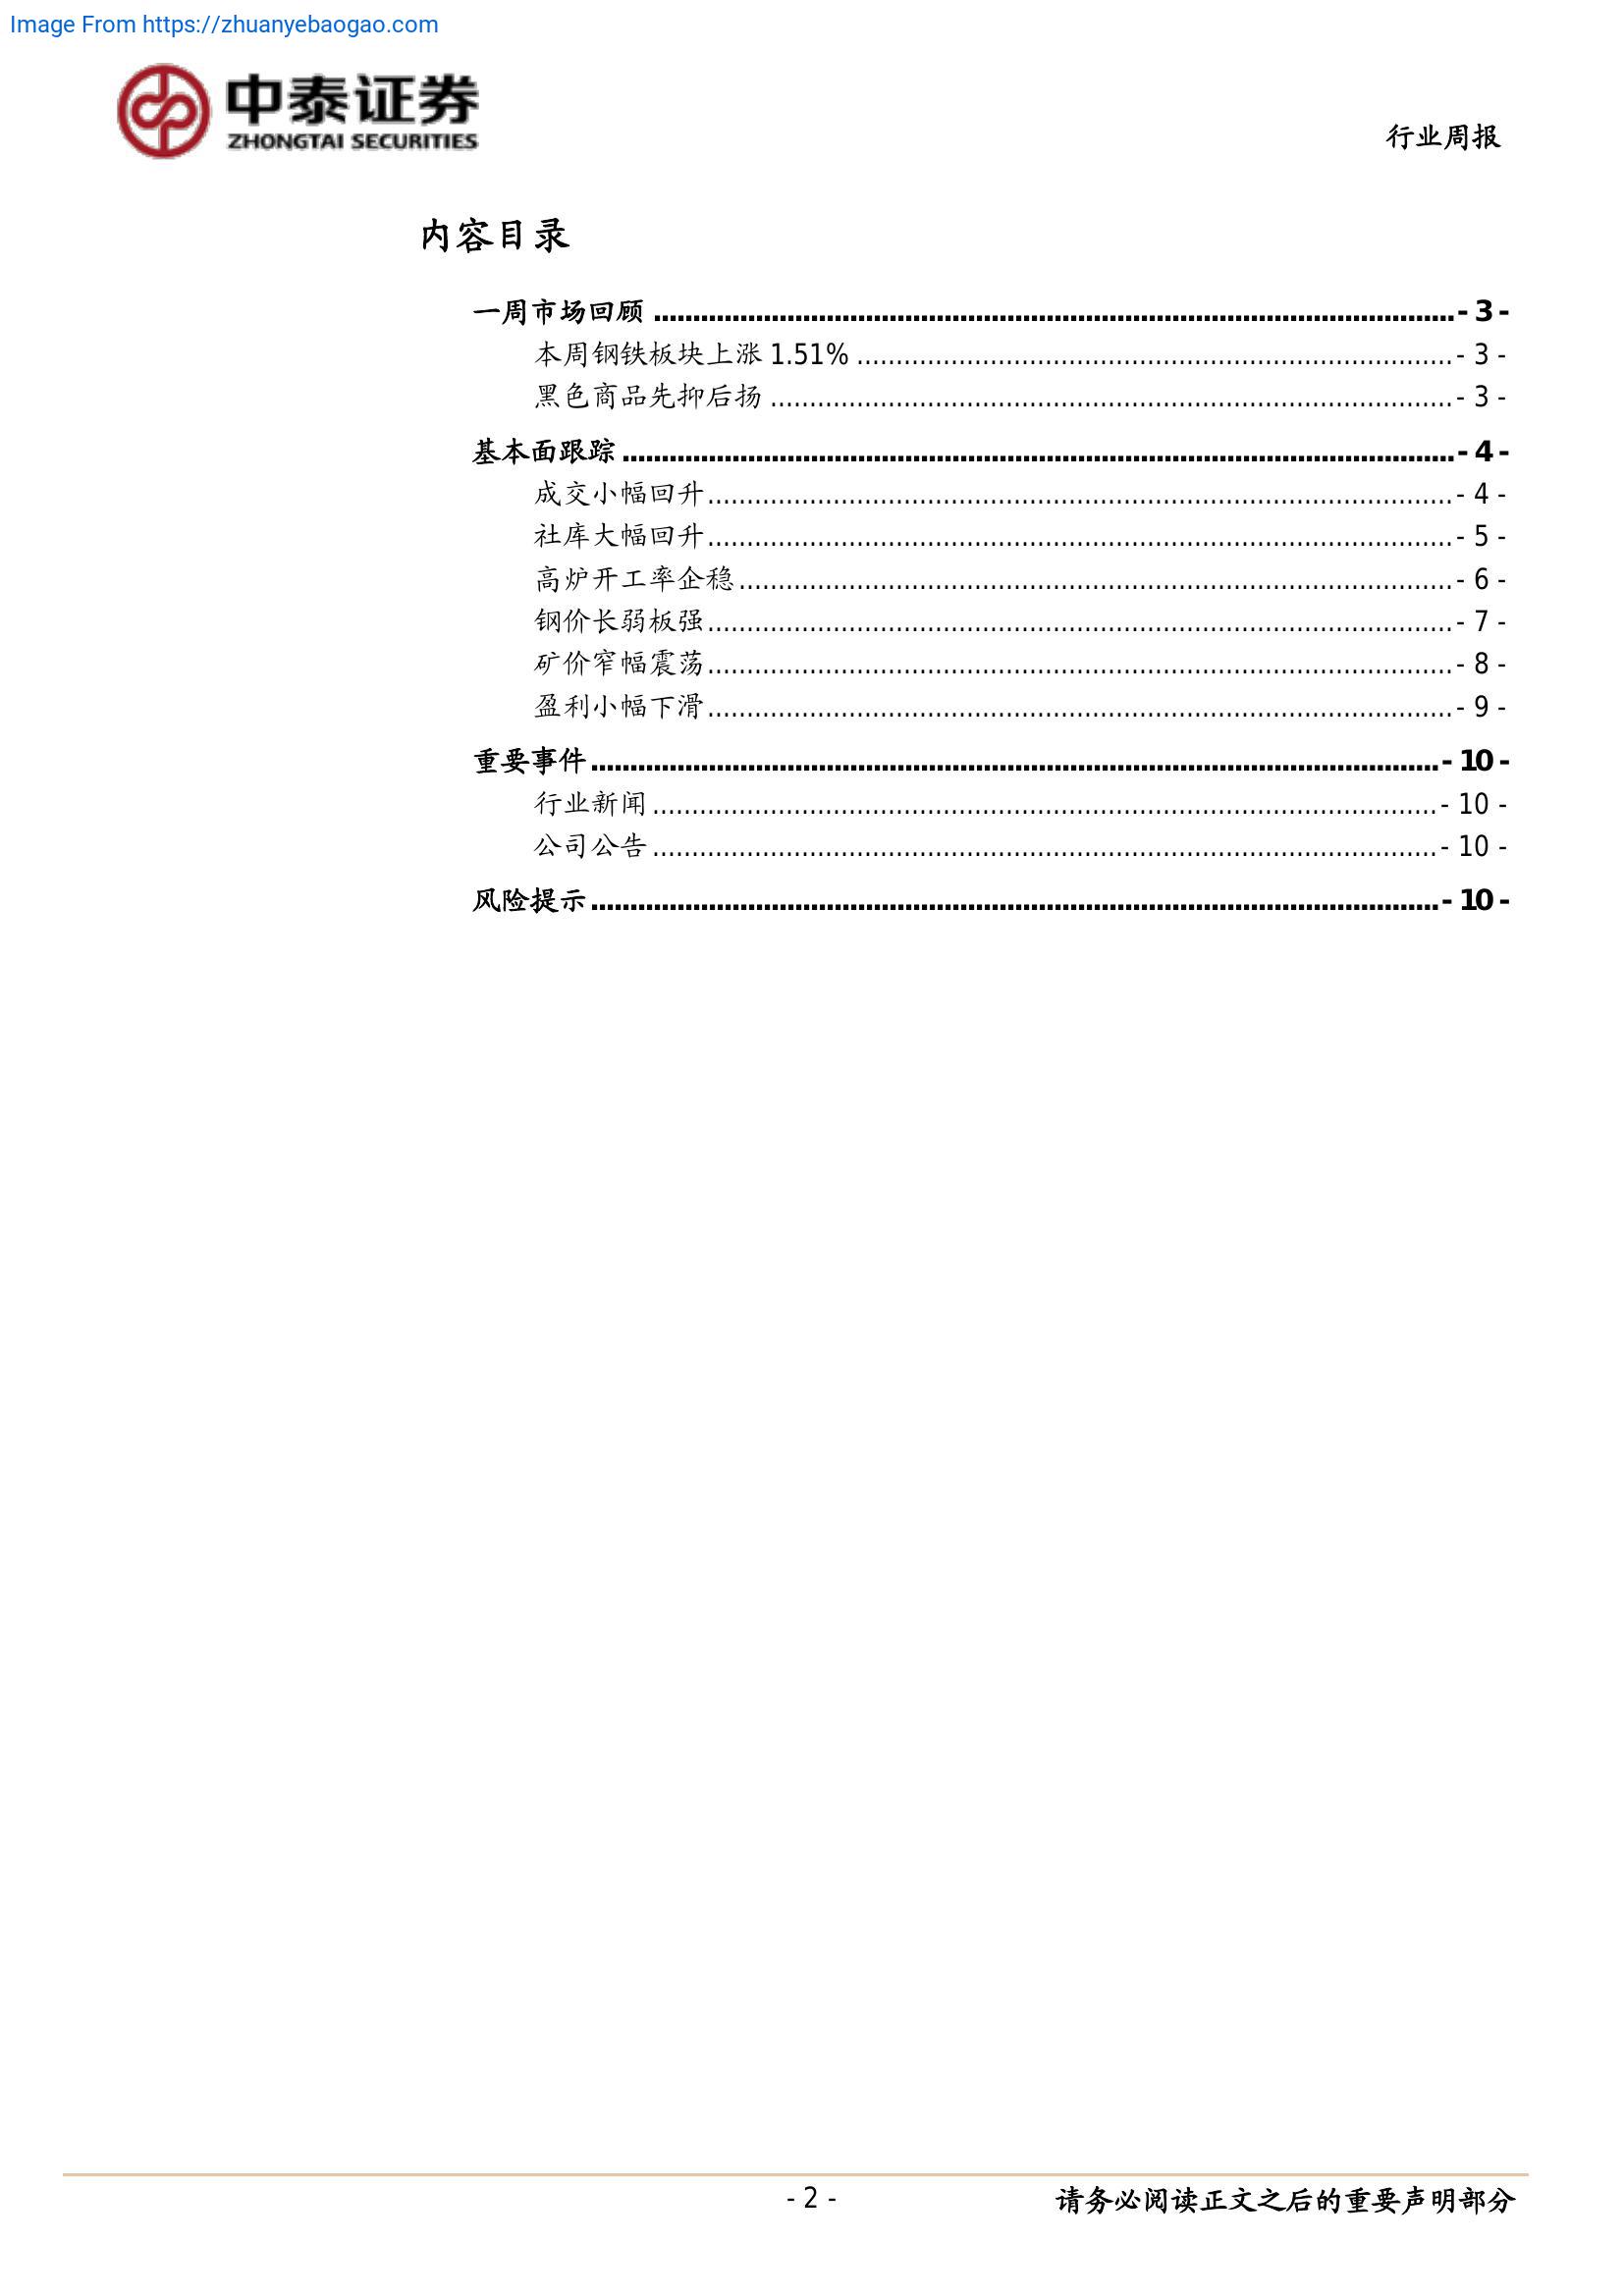 Image From https://zhuanyebaogao.com
中泰证券
ZHONGTAI SECURITIES
行业周报
内容目录
一周市场回顾 ........................................................ - 3 -
本周钢铁板块上涨 1.51% ........................................................ - 3 -
黑色商品先抑后扬 ........................................................ - 3 -
基本面跟踪 ........................................................ - 4 -
成交小幅回升 ........................................................ - 4 -
社库大幅回升 ........................................................ - 5 -
高炉开工率企稳 ........................................................ - 6 -
钢价长弱板强 ........................................................ - 7 -
矿价窄幅震荡 ........................................................ - 8 -
盈利小幅下滑 ........................................................ - 9 -
重要事件 ........................................................ - 10 -
行业新闻 ........................................................ - 10 -
公司公告 ........................................................ - 10 -
风险提示 ........................................................ - 10 -
- 2 -
请务必阅读正文之后的重要声明部分